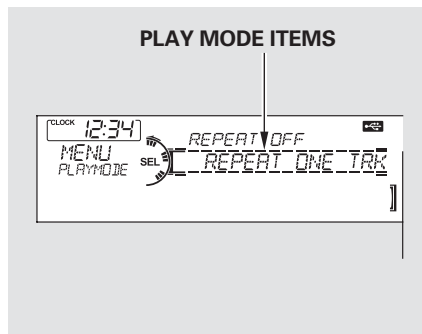 PLAY MODE ITEMS
CLOCK 12:34
REPEAT OFF
MENU
SEL
REPEAT ONE TRK
PLAYMODE